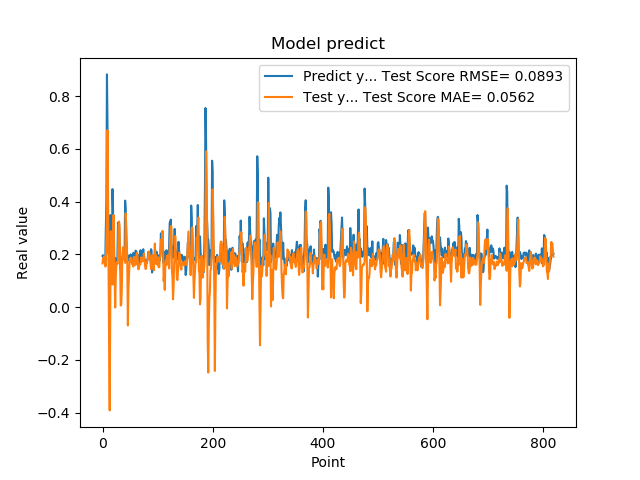 Model predict
Predict y... Test Score RMSE= 0.0893
Test y... Test Score MAE= 0.0562
0.8
0.6
0.4
0.2
0.0
−0.2
−0.4
Real value
0 200 400 600 800
Point